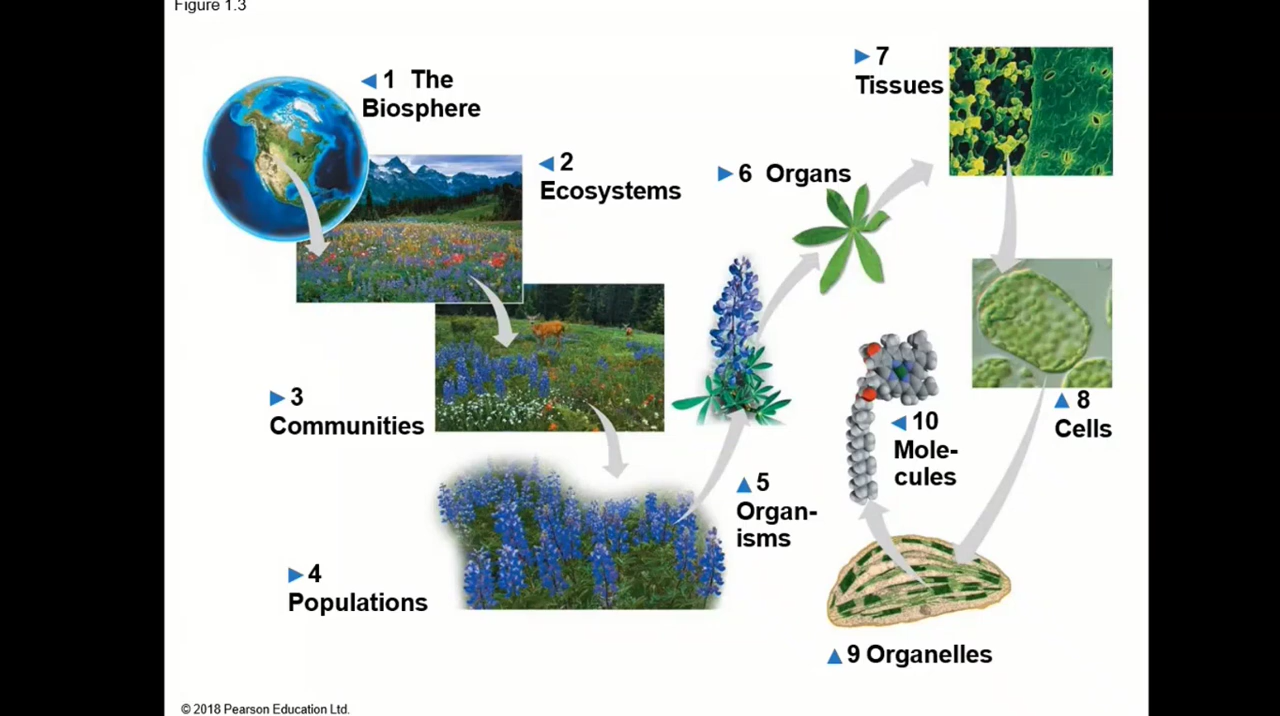 Figure 1.3
1 The
Biosphere
2
Ecosystems
3
Communities
4
Populations
5
Organ-
isms
6 Organs
7
Tissues
8
Cells
9 Organelles
10
Mole-
cules
© 2018 Pearson Education Ltd.